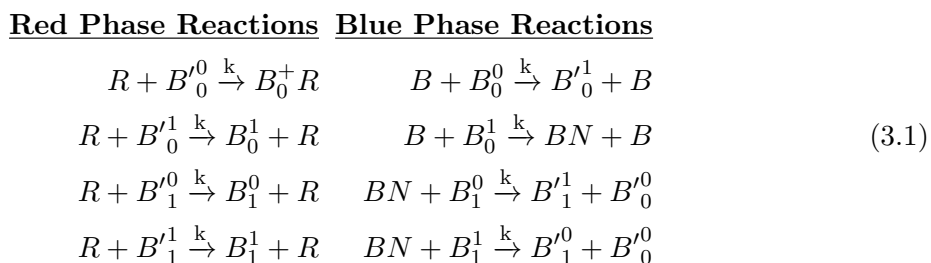 Red Phase Reactions Blue Phase Reactions
R + B′⁰₀ →ᵏ B₀⁺R B + B⁰₀ →ᵏ B′¹₀ + B
R + B′¹₀ →ᵏ B¹₀ + R B + B¹₀ →ᵏ BN + B (3.1)
R + B′⁰₁ →ᵏ B⁰₁ + R BN + B⁰₁ →ᵏ B′¹₁ + B′⁰₀
R + B′¹₁ →ᵏ B¹₁ + R BN + B¹₁ →ᵏ B′⁰₁ + B′⁰₀